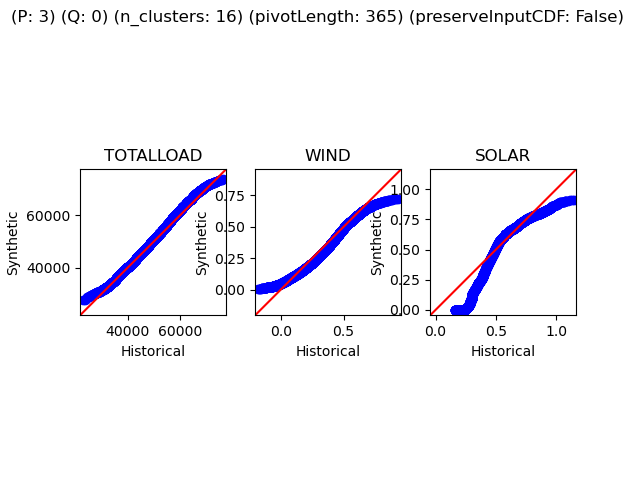 (P: 3) (Q: 0) (n_clusters: 16) (pivotLength: 365) (preserveInputCDF: False)
TOTALLOAD
Synthetic
60000
40000
40000
60000
Historical
WIND
Synthetic
0.75
0.50
0.25
0.00
0.0
0.5
Historical
SOLAR
Synthetic
1.00
0.75
0.50
0.25
0.00
0.0
0.5
1.0
Historical